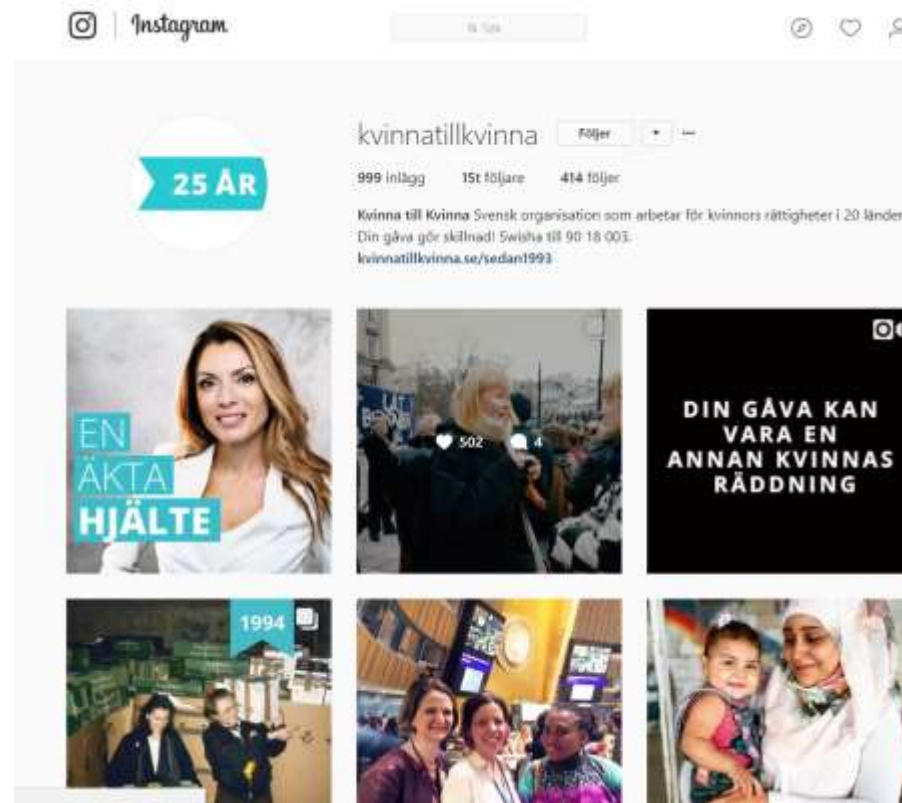 Instagram
Sök
25 ÅR
kvinnatillkvinna Följer
999 inlägg 15t följare 414 följer
Kvinna till Kvinna Svensk organisation som arbetar för kvinnors rättigheter i 20 länder
Din gåva gör skillnad! Swisha till 90 18 003.
kvinnatillkvinna.se/sedan1993
EN
ÄKTA
HJÄLTE
502 4
DIN GÅVA KAN
VARA EN
ANNAN KVINNAS
RÄDDNING
1994